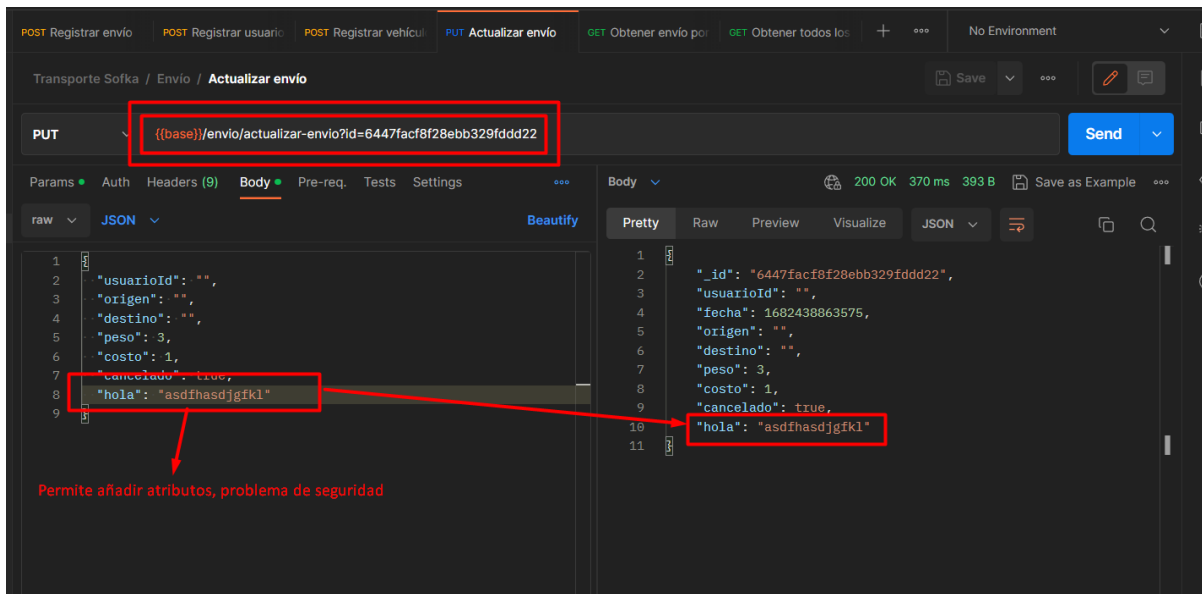 POST Registrar envío POST Registrar usuario POST Registrar vehícul PUT Actualizar envío GET Obtener envío por GET Obtener todos los + No Environment
Transporte Sofka / Envío / Actualizar envío Save
PUT {{base}}/envio/actualizar-envio?id=6447facf8f28ebb329fddd22 Send
Params Auth Headers (9) Body Pre-req. Tests Settings
raw JSON Beautify
1 {
2 "usuarioId": "",
3 "origen": "",
4 "destino": "",
5 "peso": 3,
6 "costo": 1,
7 "cancelado": true,
8 "hola": "asdfhasdjgfkl"
9 }
Permite añadir atributos, problema de seguridad
Body 200 OK 370 ms 393 B Save as Example
Pretty Raw Preview Visualize JSON
1 {
2 "_id": "6447facf8f28ebb329fddd22",
3 "usuarioId": "",
4 "fecha": 1682438863575,
5 "origen": "",
6 "destino": "",
7 "peso": 3,
8 "costo": 1,
9 "cancelado": true,
10 "hola": "asdfhasdjgfkl"
11 }